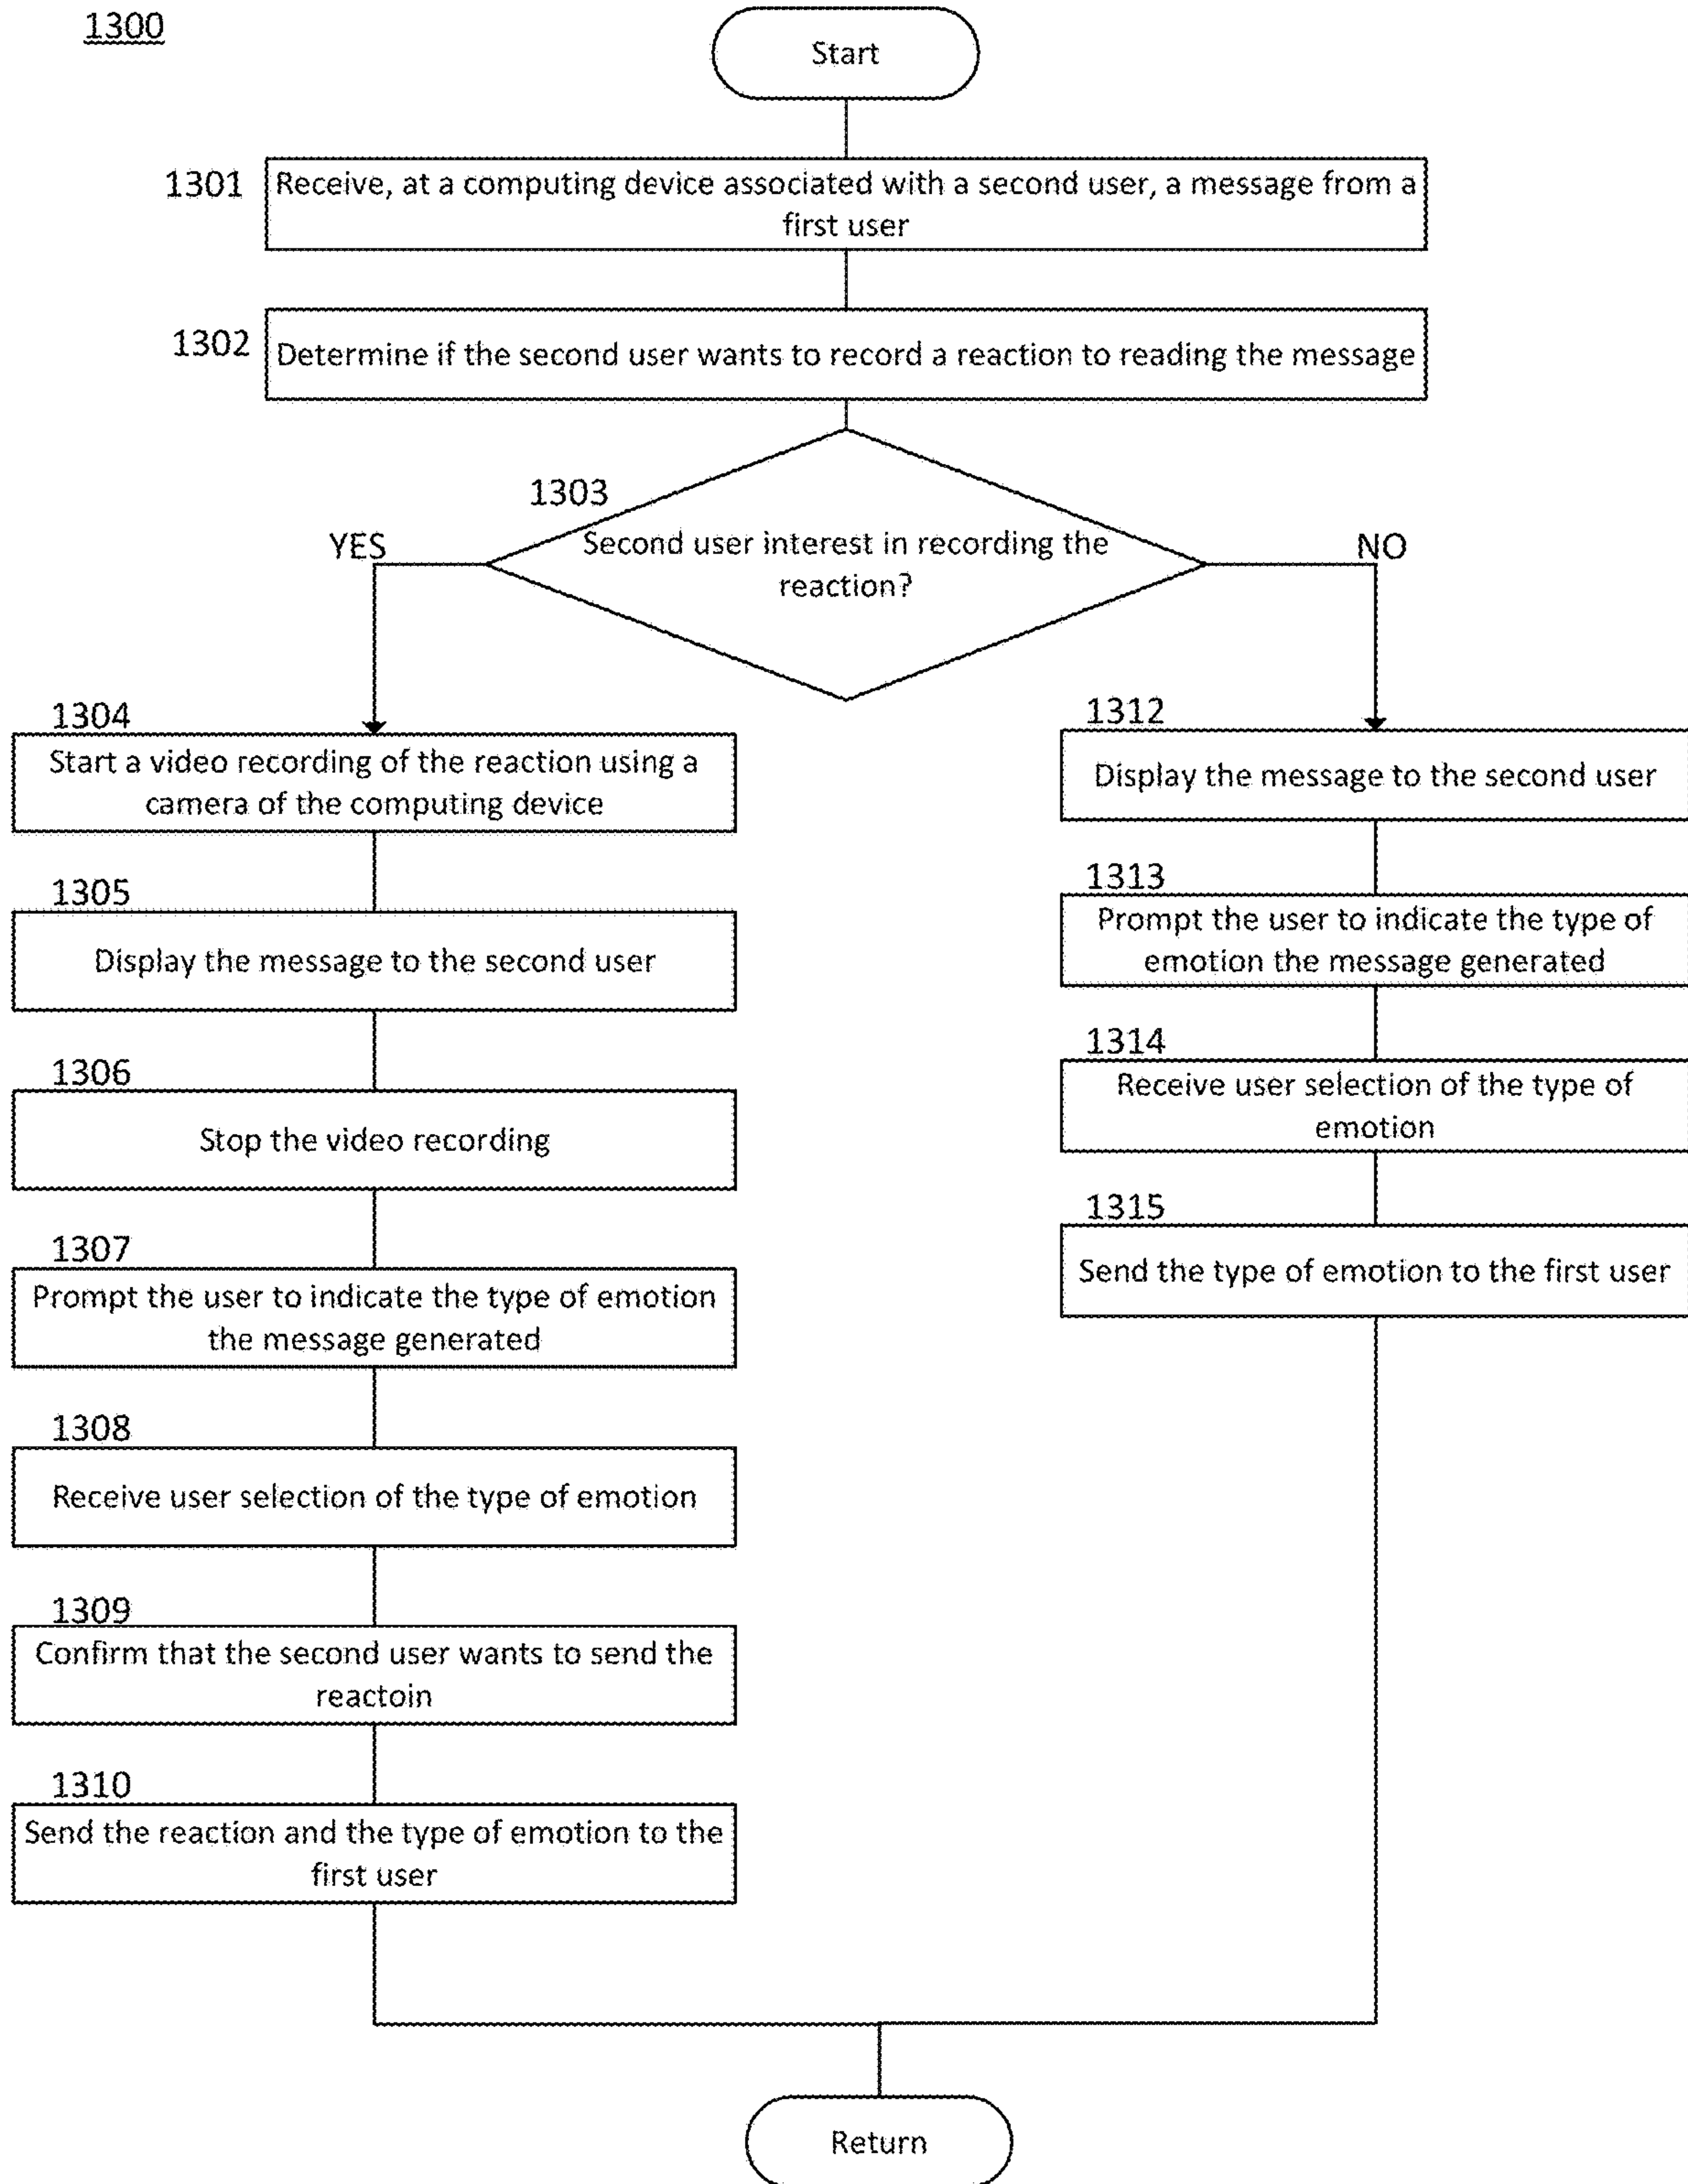 1300
Start
1301
Receive, at a computing device associated with a second user, a message from a
first user
1302
Determine if the second user wants to record a reaction to reading the message
1303
Second user interest in recording the
reaction?
YES
NO
1304
Start a video recording of the reaction using a
camera of the computing device
1305
Display the message to the second user
1306
Stop the video recording
1307
Prompt the user to indicate the type of emotion
the message generated
1308
Receive user selection of the type of emotion
1309
Confirm that the second user wants to send the
reactoin
1310
Send the reaction and the type of emotion to the
first user
1312
Display the message to the second user
1313
Prompt the user to indicate the type of
emotion the message generated
1314
Receive user selection of the type of
emotion
1315
Send the type of emotion to the first user
Return